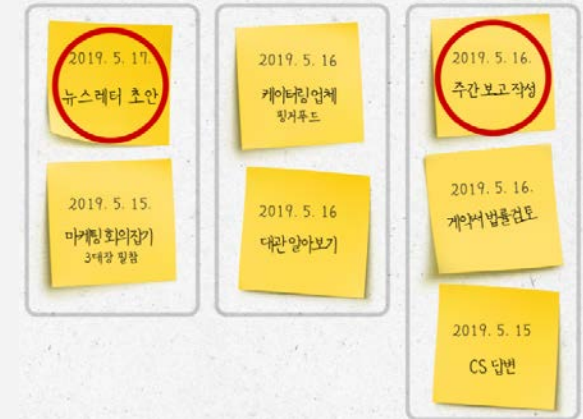 2019. 5. 17.
뉴스레터 초안
2019. 5. 15.
마케팅 회의잡기
3대장 필참
2019. 5. 16
케이터링 업체
핑거푸드
2019. 5. 16
대관 알아보기
2019. 5. 16.
주간 보고 작성
2019. 5. 16.
계약서 법률검토
2019. 5. 15
CS 답변